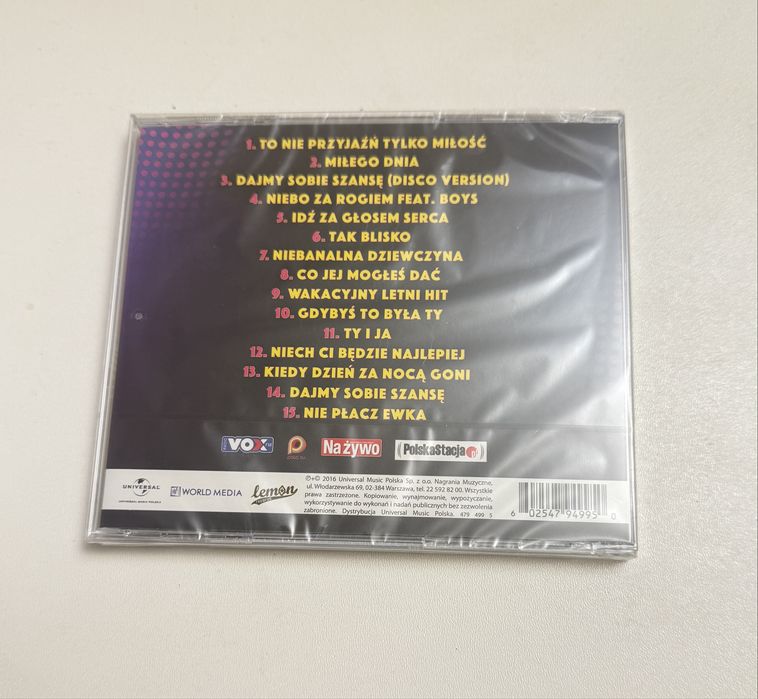 1. TO NIE PRZYJAŹŃ TYLKO MIŁOŚĆ
2. MIŁEGO DNIA
3. DAJMY SOBIE SZANSĘ (DISCO VERSION)
4. NIEBO ZA ROGIEM FEAT. BOYS
5. IDŹ ZA GŁOSEM SERCA
6. TAK BLISKO
7. NIEBANALNA DZIEWCZYNA
8. CO JEJ MOGŁEŚ DAĆ
9. WAKACYJNY LETNI HIT
10. GDYBYŚ TO BYŁA TY
11. TY I JA
12. NIECH CI BĘDZIE NAJLEPIEJ
13. KIEDY DZIEŃ ZA NOCĄ GONI
14. DAJMY SOBIE SZANSĘ
15. NIE PŁACZ EWKA
VOX Na żywo PolskaStacja
UNIVERSAL
UNIVERSAL MUSIC POLSKA
WORLD MEDIA
lemon
℗+© 2016 Universal Music Polska Sp. z o.o. Nagrania Muzyczne,
ul. Włodarzewska 69, 02-384 Warszawa, tel. 22 592 82 00. Wszystkie
prawa zastrzeżone. Kopiowanie, wynajmowanie, wypożyczanie,
wykorzystywanie do wykonań i nadań publicznych bez zezwolenia
zabronione. Dystrybucja Universal Music Polska. 479 499 5
6 02547 94995 0